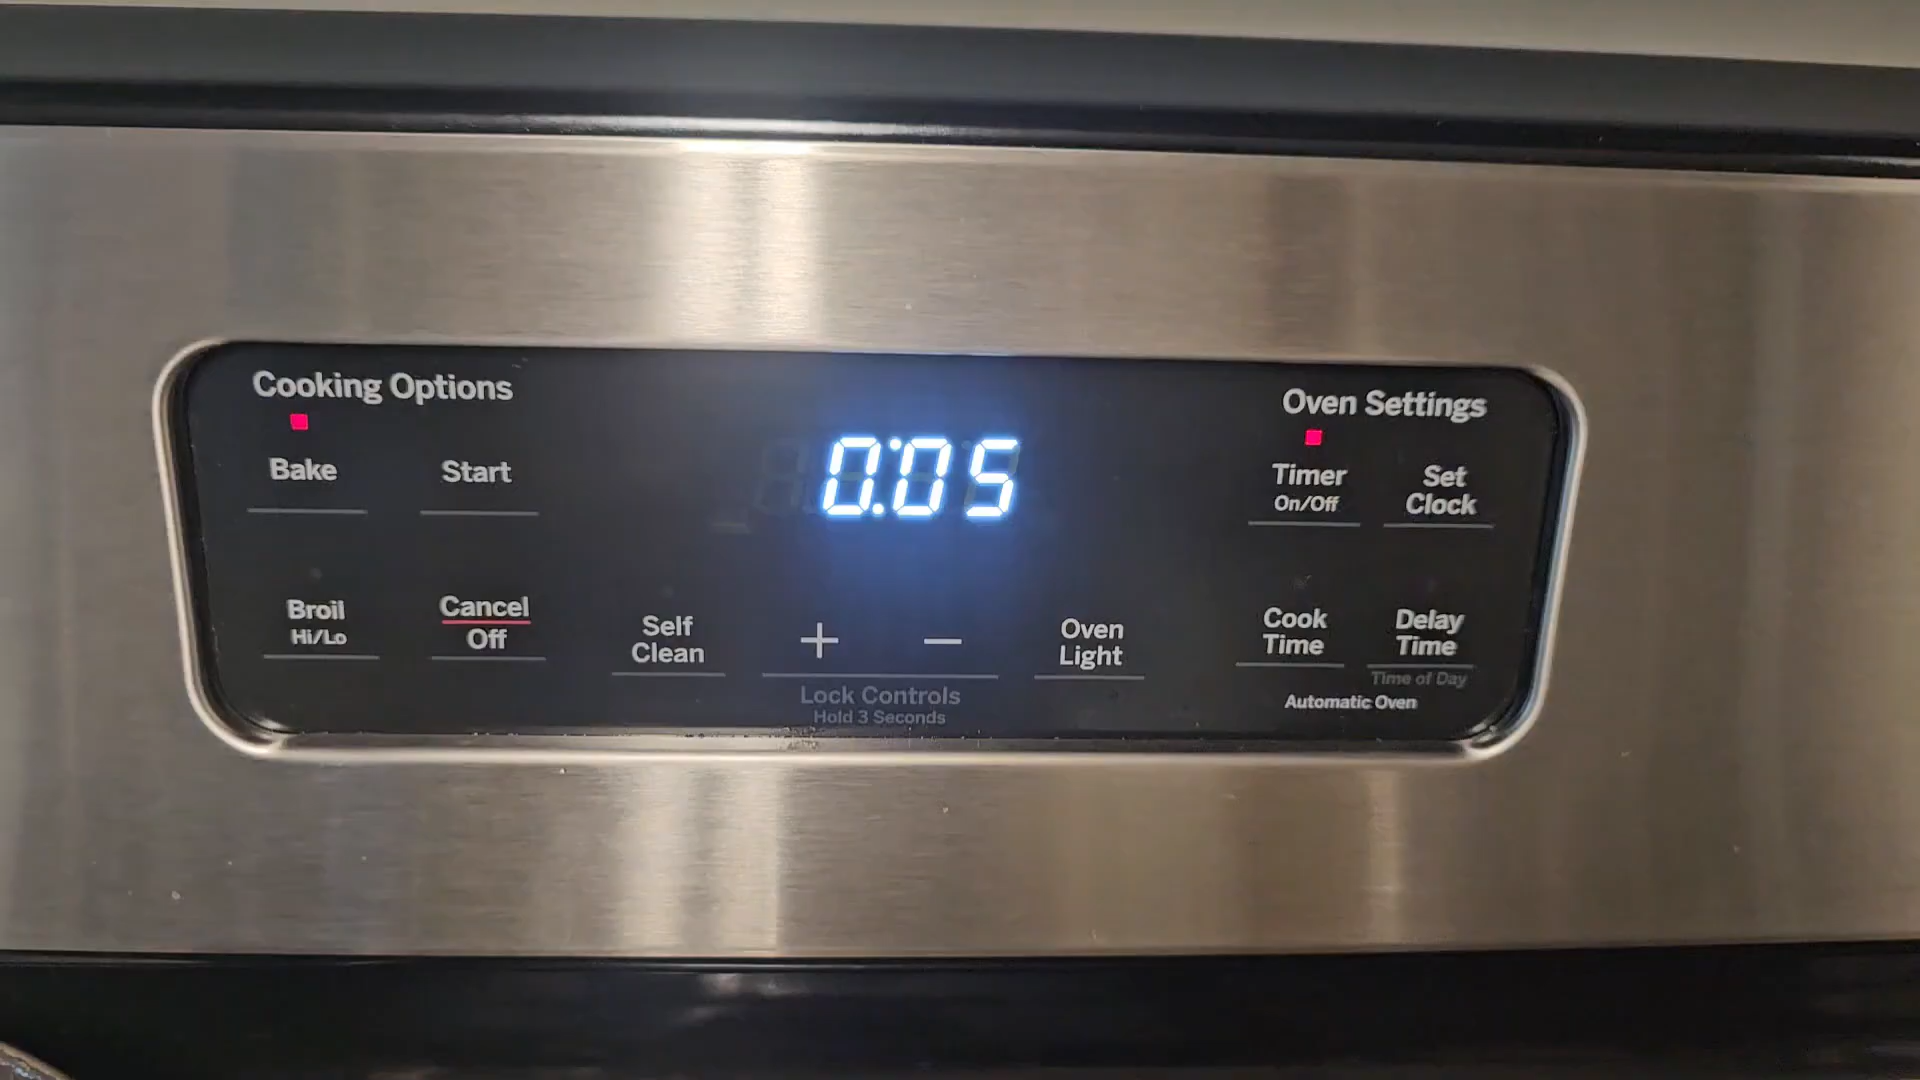 Cooking Options
Oven Settings
0:05
Bake
Start
Timer
On/Off
Set
Clock
Broil
Hi/Lo
Cancel
Off
Self
Clean
+
−
Oven
Light
Cook
Time
Delay
Time
Time of Day
Lock Controls
Hold 3 Seconds
Automatic Oven